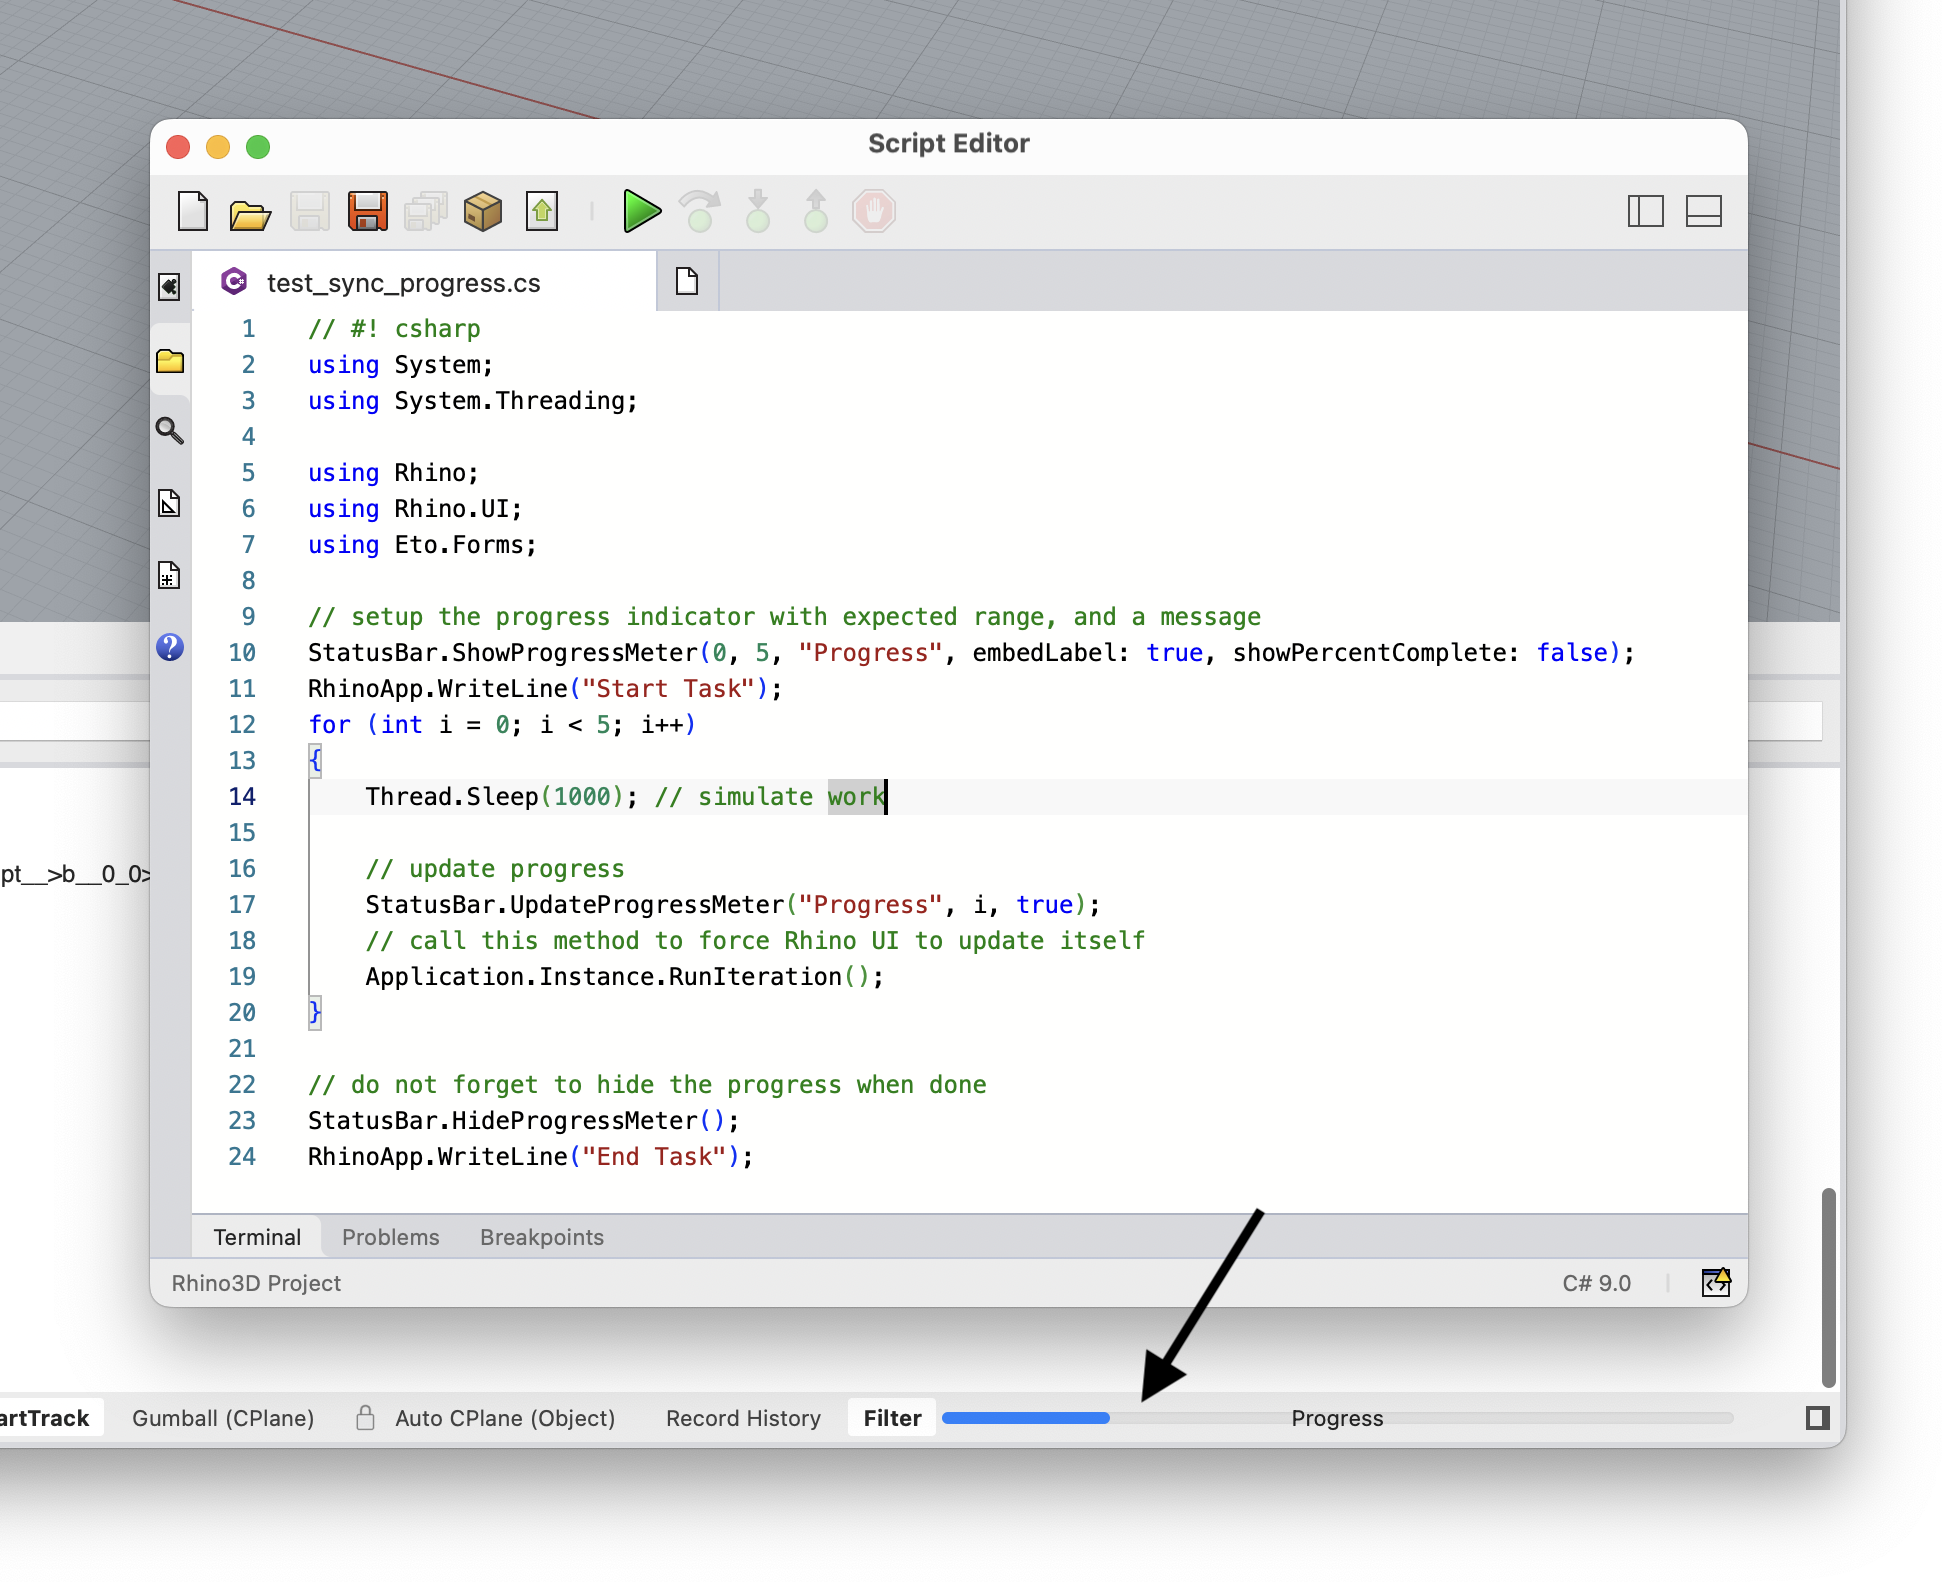 Script Editor
test_sync_progress.cs
1 // #! csharp
2 using System;
3 using System.Threading;
4
5 using Rhino;
6 using Rhino.UI;
7 using Eto.Forms;
8
9 // setup the progress indicator with expected range, and a message
10 StatusBar.ShowProgressMeter(0, 5, "Progress", embedLabel: true, showPercentComplete: false);
11 RhinoApp.WriteLine("Start Task");
12 for (int i = 0; i < 5; i++)
13 {
14 Thread.Sleep(1000); // simulate work
15
16 // update progress
17 StatusBar.UpdateProgressMeter("Progress", i, true);
18 // call this method to force Rhino UI to update itself
19 Application.Instance.RunIteration();
20 }
21
22 // do not forget to hide the progress when done
23 StatusBar.HideProgressMeter();
24 RhinoApp.WriteLine("End Task");
pt__>b__0_0>
Terminal Problems Breakpoints
Rhino3D Project C# 9.0
artTrack Gumball (CPlane) Auto CPlane (Object) Record History Filter Progress